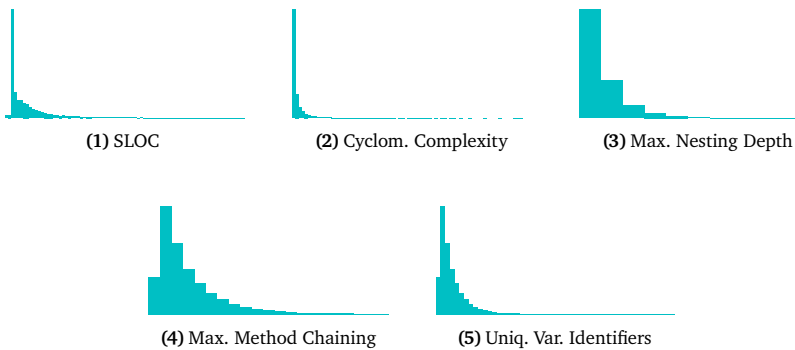 (1) SLOC
(2) Cyclom. Complexity
(3) Max. Nesting Depth
(4) Max. Method Chaining
(5) Uniq. Var. Identifiers